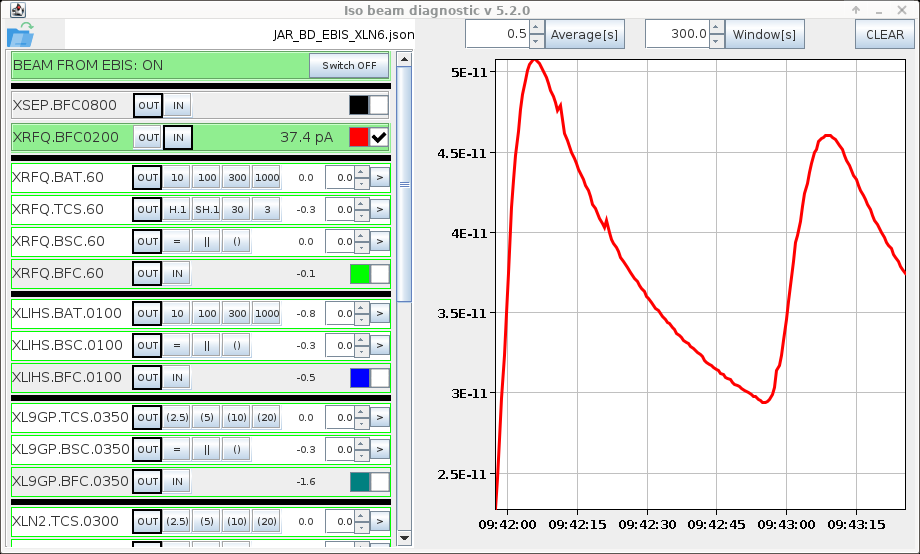 Iso beam diagnostic v 5.2.0
JAR_BD_EBIS_XLN6.json
0.5 Average[s] 300.0 Window[s] CLEAR
BEAM FROM EBIS: ON Switch OFF
XSEP.BFC0800 OUT IN
XRFQ.BFC0200 OUT IN 37.4 pA
XRFQ.BAT.60 OUT 10 100 300 1000 0.0 0.0 >
XRFQ.TCS.60 OUT H.1 SH.1 30 3 -0.3 0.0 >
XRFQ.BSC.60 OUT = || () 0.0 0.0 >
XRFQ.BFC.60 OUT IN -0.1
XLIHS.BAT.0100 OUT 10 100 300 1000 -0.8 0.0 >
XLIHS.BSC.0100 OUT = || () -0.3 0.0 >
XLIHS.BFC.0100 OUT IN -0.5
XL9GP.TCS.0350 OUT (2.5) (5) (10) (20) 0.0 0.0 >
XL9GP.BSC.0350 OUT = || () -0.3 0.0 >
XL9GP.BFC.0350 OUT IN -1.6
XLN2.TCS.0300 OUT (2.5) (5) (10) (20) 0.0 0.0 >
5E-11
4.5E-11
4E-11
3.5E-11
3E-11
2.5E-11
09:42:00 09:42:15 09:42:30 09:42:45 09:43:00 09:43:15